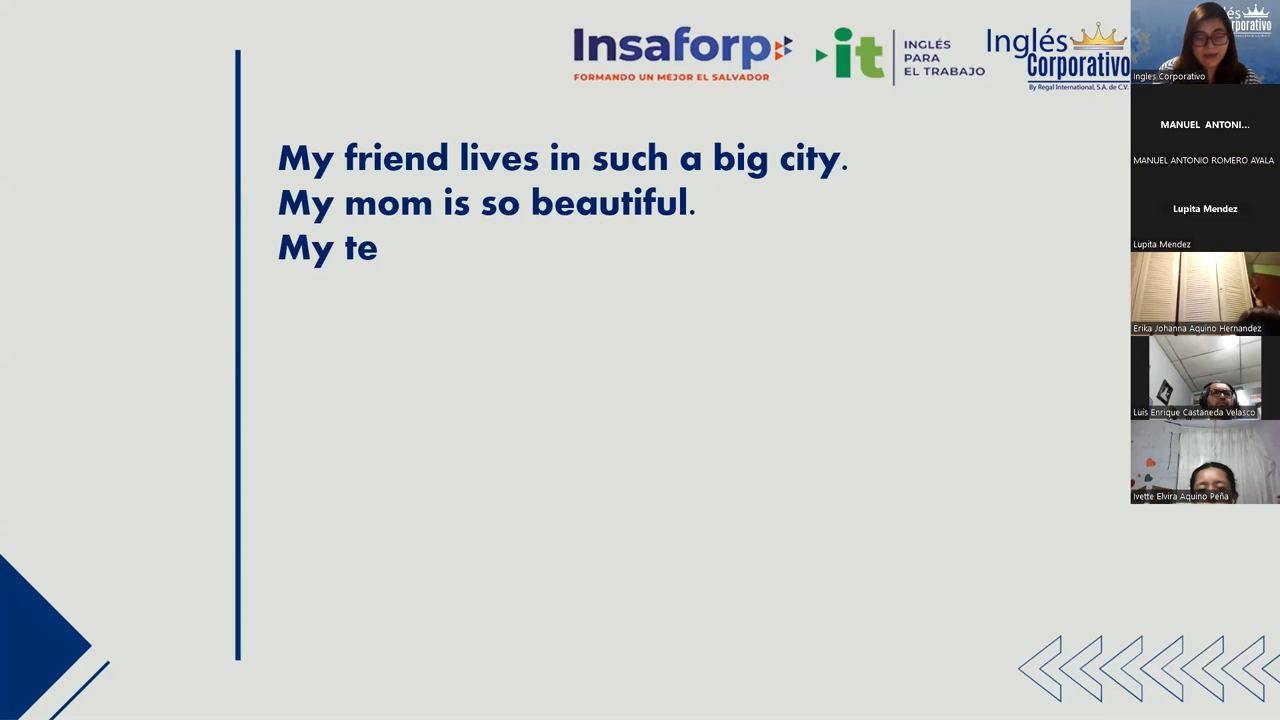 Insaforp
FORMANDO UN MEJOR EL SALVADOR
it
INGLÉS
PARA
EL TRABAJO
Inglés
Corporativo
By Regal International, S.A. de C.V.
My friend lives in such a big city.
My mom is so beautiful.
My te
Ingles Corporativo
MANUEL ANTONI...
MANUEL ANTONIO ROMERO AYALA
Lupita Mendez
Lupita Mendez
Erika Johanna Aquino Hernandez
Luis Enrique Castaneda Velasco
Ivette Elvira Aquino Peña